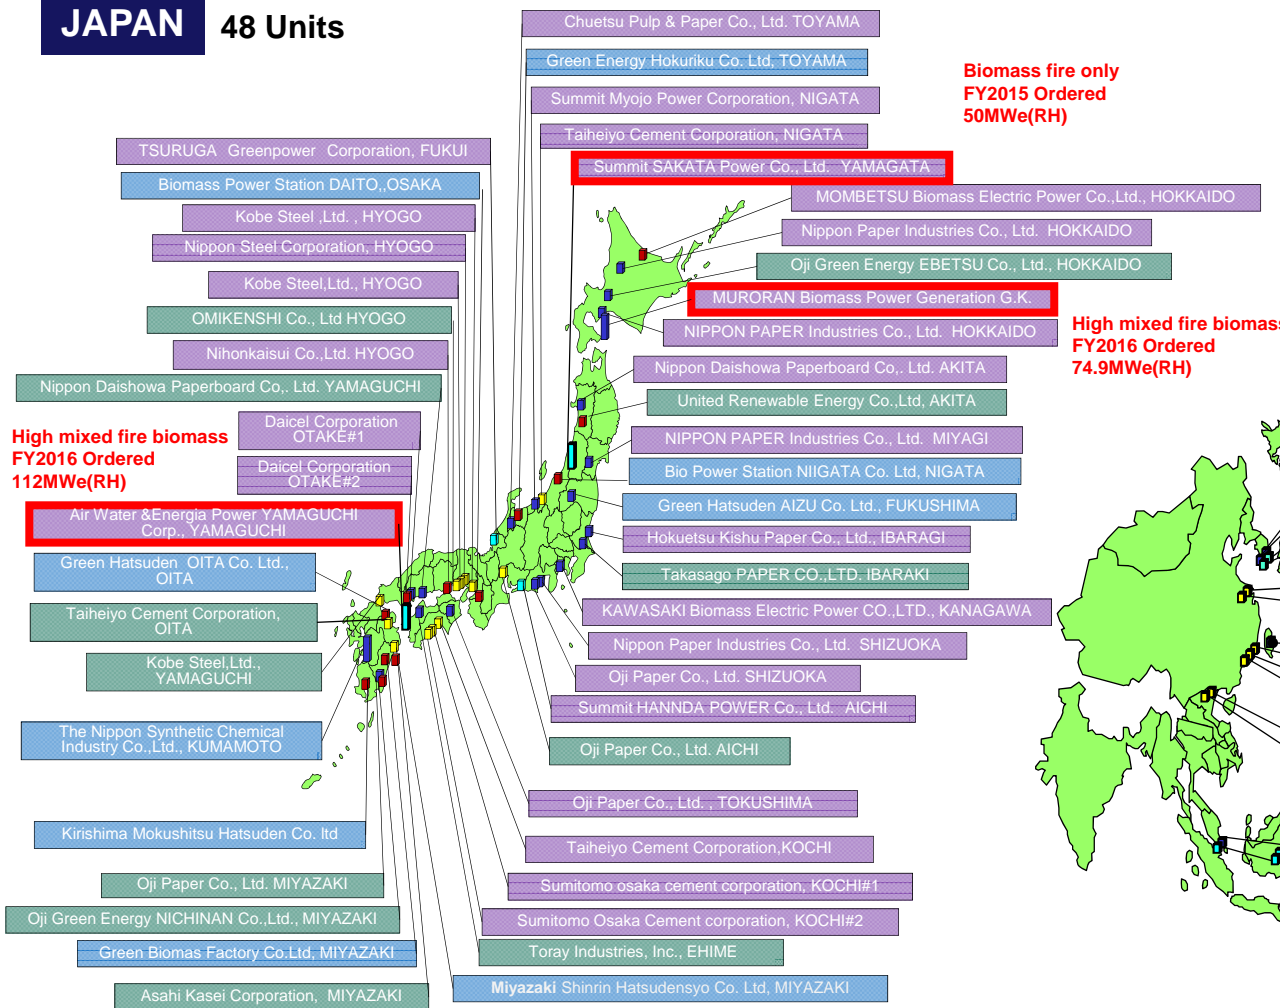 JAPAN
48 Units
Chuetsu Pulp & Paper Co., Ltd. TOYAMA
Green Energy Hokuriku Co. Ltd, TOYAMA
Summit Myojo Power Corporation, NIGATA
Taiheiyo Cement Corporation, NIGATA
Summit SAKATA Power Co., Ltd. YAMAGATA
Biomass fire only
FY2015 Ordered
50MWe(RH)
MOMBETSU Biomass Electric Power Co.,Ltd., HOKKAIDO
Nippon Paper Industries Co., Ltd. HOKKAIDO
Oji Green Energy EBETSU Co., Ltd., HOKKAIDO
MURORAN Biomass Power Generation G.K.
NIPPON PAPER Industries Co., Ltd. HOKKAIDO
High mixed fire biomass
FY2016 Ordered
74.9MWe(RH)
Nippon Daishowa Paperboard Co,. Ltd. AKITA
United Renewable Energy Co.,Ltd, AKITA
NIPPON PAPER Industries Co., Ltd. MIYAGI
Bio Power Station NIIGATA Co. Ltd, NIGATA
Green Hatsuden AIZU Co. Ltd., FUKUSHIMA
Hokuetsu Kishu Paper Co., Ltd., IBARAGI
Takasago PAPER CO.,LTD. IBARAKI
KAWASAKI Biomass Electric Power CO.,LTD., KANAGAWA
Nippon Paper Industries Co., Ltd. SHIZUOKA
Oji Paper Co., Ltd. SHIZUOKA
Summit HANNDA POWER Co., Ltd. AICHI
Oji Paper Co., Ltd. AICHI
Oji Paper Co., Ltd. , TOKUSHIMA
Taiheiyo Cement Corporation,KOCHI
Sumitomo osaka cement corporation, KOCHI#1
Sumitomo Osaka Cement corporation, KOCHI#2
Toray Industries, Inc., EHIME
Miyazaki Shinrin Hatsudensyo Co. Ltd, MIYAZAKI
TSURUGA Greenpower Corporation, FUKUI
Biomass Power Station DAITO,,OSAKA
Kobe Steel ,Ltd. , HYOGO
Nippon Steel Corporation, HYOGO
Kobe Steel,Ltd., HYOGO
OMIKENSHI Co., Ltd HYOGO
Nihonkaisui Co.,Ltd. HYOGO
Nippon Daishowa Paperboard Co,. Ltd. YAMAGUCHI
Daicel Corporation
OTAKE#1
Daicel Corporation
OTAKE#2
High mixed fire biomass
FY2016 Ordered
112MWe(RH)
Air Water &Energia Power YAMAGUCHI
Corp., YAMAGUCHI
Green Hatsuden OITA Co. Ltd.,
OITA
Taiheiyo Cement Corporation,
OITA
Kobe Steel,Ltd.,
YAMAGUCHI
The Nippon Synthetic Chemical
Industry Co.,Ltd., KUMAMOTO
Kirishima Mokushitsu Hatsuden Co. ltd
Oji Paper Co., Ltd. MIYAZAKI
Oji Green Energy NICHINAN Co.,Ltd., MIYAZAKI
Green Biomas Factory Co.Ltd, MIYAZAKI
Asahi Kasei Corporation, MIYAZAKI